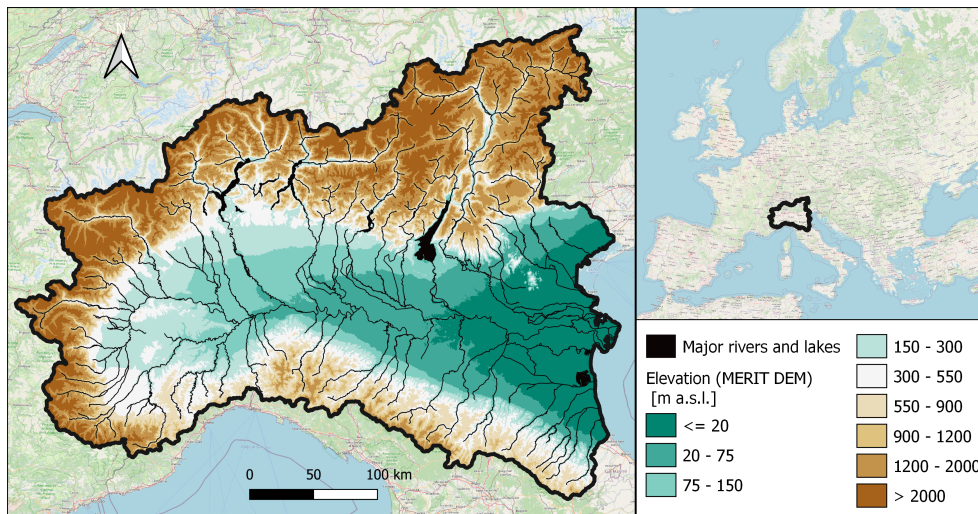 0 50 100 km
Major rivers and lakes
Elevation (MERIT DEM)
[m a.s.l.]
<= 20
20 - 75
75 - 150
150 - 300
300 - 550
550 - 900
900 - 1200
1200 - 2000
> 2000